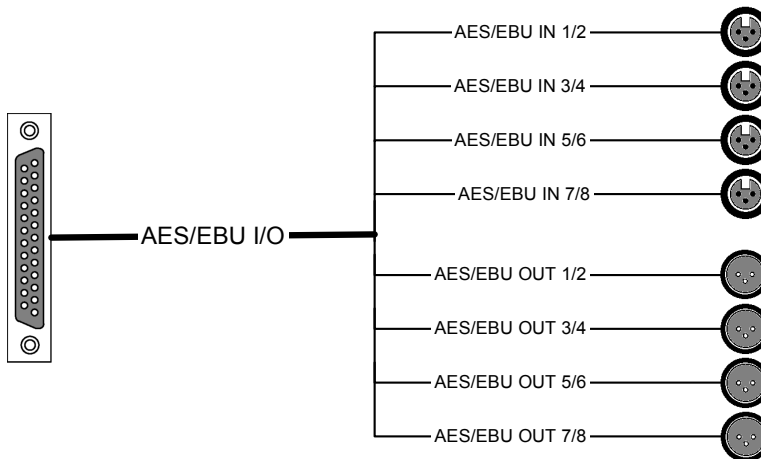 AES/EBU IN 1/2
AES/EBU IN 3/4
AES/EBU IN 5/6
AES/EBU IN 7/8
AES/EBU I/O
AES/EBU OUT 1/2
AES/EBU OUT 3/4
AES/EBU OUT 5/6
AES/EBU OUT 7/8